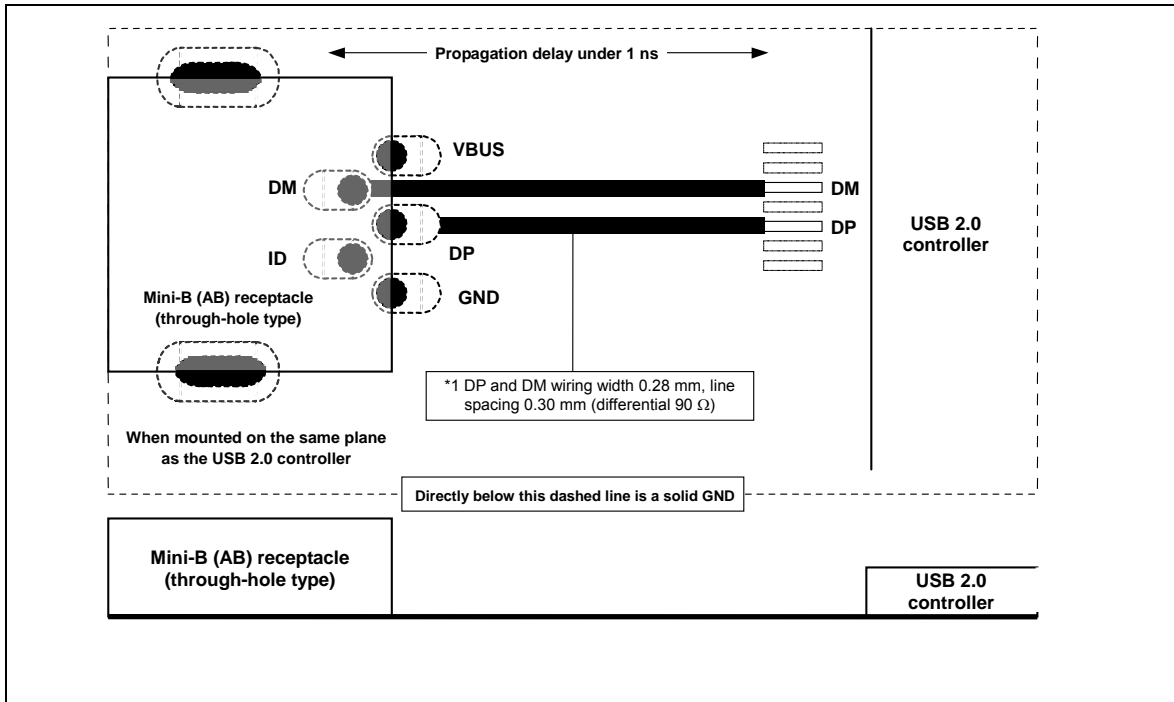 Propagation delay under 1 ns
VBUS
DM
DM
DP
USB 2.0
controller
ID
DP
GND
Mini-B (AB) receptacle
(through-hole type)
*1 DP and DM wiring width 0.28 mm, line
spacing 0.30 mm (differential 90 Ω)
When mounted on the same plane
as the USB 2.0 controller
Directly below this dashed line is a solid GND
Mini-B (AB) receptacle
(through-hole type)
USB 2.0
controller